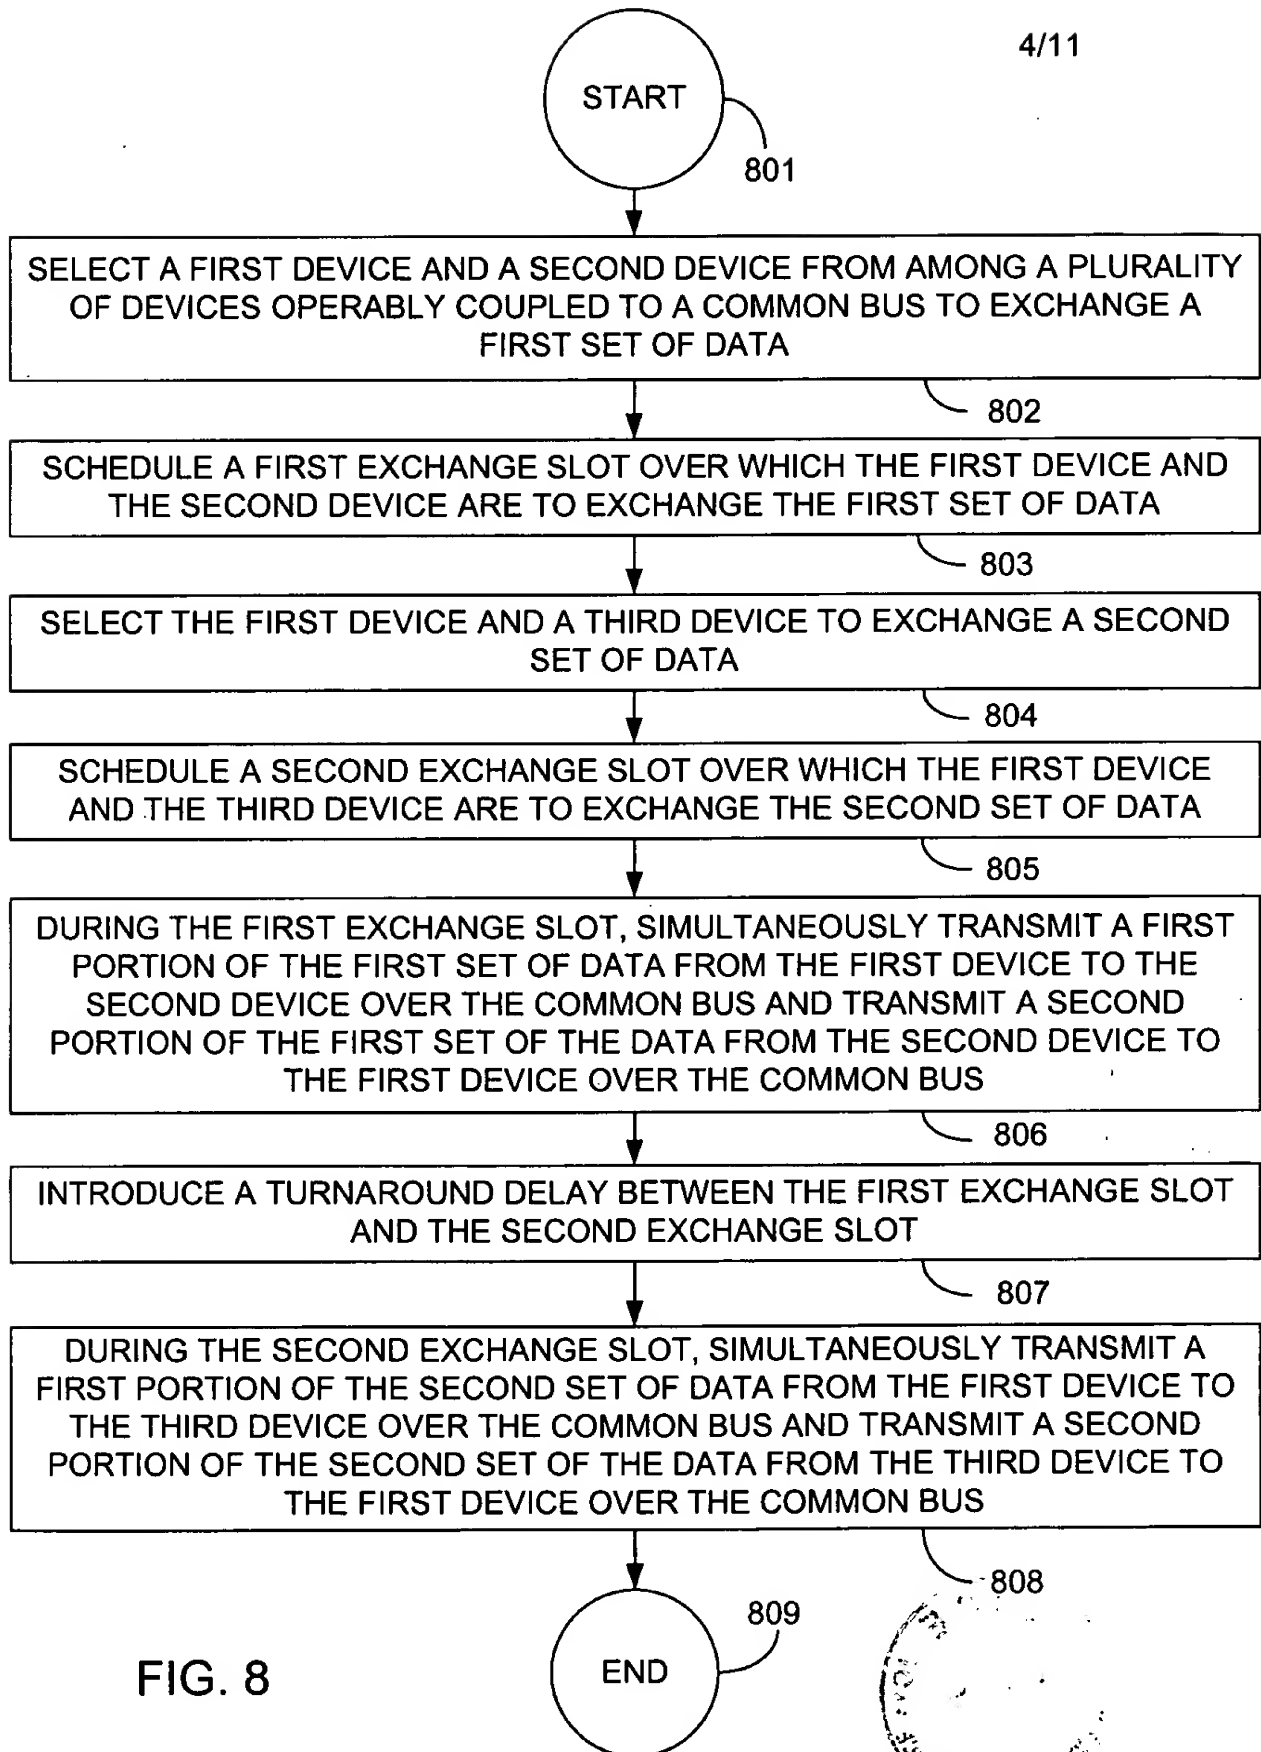 4/11
START
801
SELECT A FIRST DEVICE AND A SECOND DEVICE FROM AMONG A PLURALITY
OF DEVICES OPERABLY COUPLED TO A COMMON BUS TO EXCHANGE A
FIRST SET OF DATA
802
SCHEDULE A FIRST EXCHANGE SLOT OVER WHICH THE FIRST DEVICE AND
THE SECOND DEVICE ARE TO EXCHANGE THE FIRST SET OF DATA
803
SELECT THE FIRST DEVICE AND A THIRD DEVICE TO EXCHANGE A SECOND
SET OF DATA
804
SCHEDULE A SECOND EXCHANGE SLOT OVER WHICH THE FIRST DEVICE
AND THE THIRD DEVICE ARE TO EXCHANGE THE SECOND SET OF DATA
805
DURING THE FIRST EXCHANGE SLOT, SIMULTANEOUSLY TRANSMIT A FIRST
PORTION OF THE FIRST SET OF DATA FROM THE FIRST DEVICE TO THE
SECOND DEVICE OVER THE COMMON BUS AND TRANSMIT A SECOND
PORTION OF THE FIRST SET OF THE DATA FROM THE SECOND DEVICE TO
THE FIRST DEVICE OVER THE COMMON BUS
806
INTRODUCE A TURNAROUND DELAY BETWEEN THE FIRST EXCHANGE SLOT
AND THE SECOND EXCHANGE SLOT
807
DURING THE SECOND EXCHANGE SLOT, SIMULTANEOUSLY TRANSMIT A
FIRST PORTION OF THE SECOND SET OF DATA FROM THE FIRST DEVICE TO
THE THIRD DEVICE OVER THE COMMON BUS AND TRANSMIT A SECOND
PORTION OF THE SECOND SET OF THE DATA FROM THE THIRD DEVICE TO
THE FIRST DEVICE OVER THE COMMON BUS
808
809
END
FIG. 8